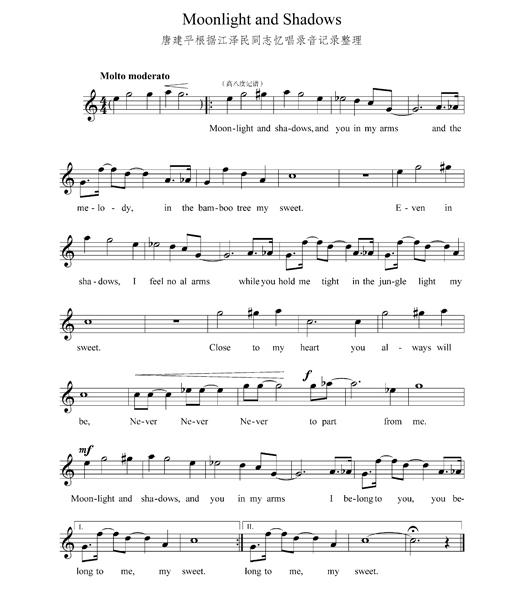 Moonlight and Shadows
唐建平根据江泽民同志忆唱录音记录整理
Molto moderato
(高八度记谱)
Moon-light and sha-dows, and you in my arms and the
me - lo - dy, in the bam-boo tree my sweet. E - ven in
sha - dows, I feel no al arms while you hold me tight in the jun-gle light my
sweet. Close to my heart you al - ways will
f
be, Ne - ver Ne-ver Never to part from me.
mf
Moon-light and sha-dows, and you in my arms I be-long to you, you be-
I. II.
long to me, my sweet. long to me, my sweet.